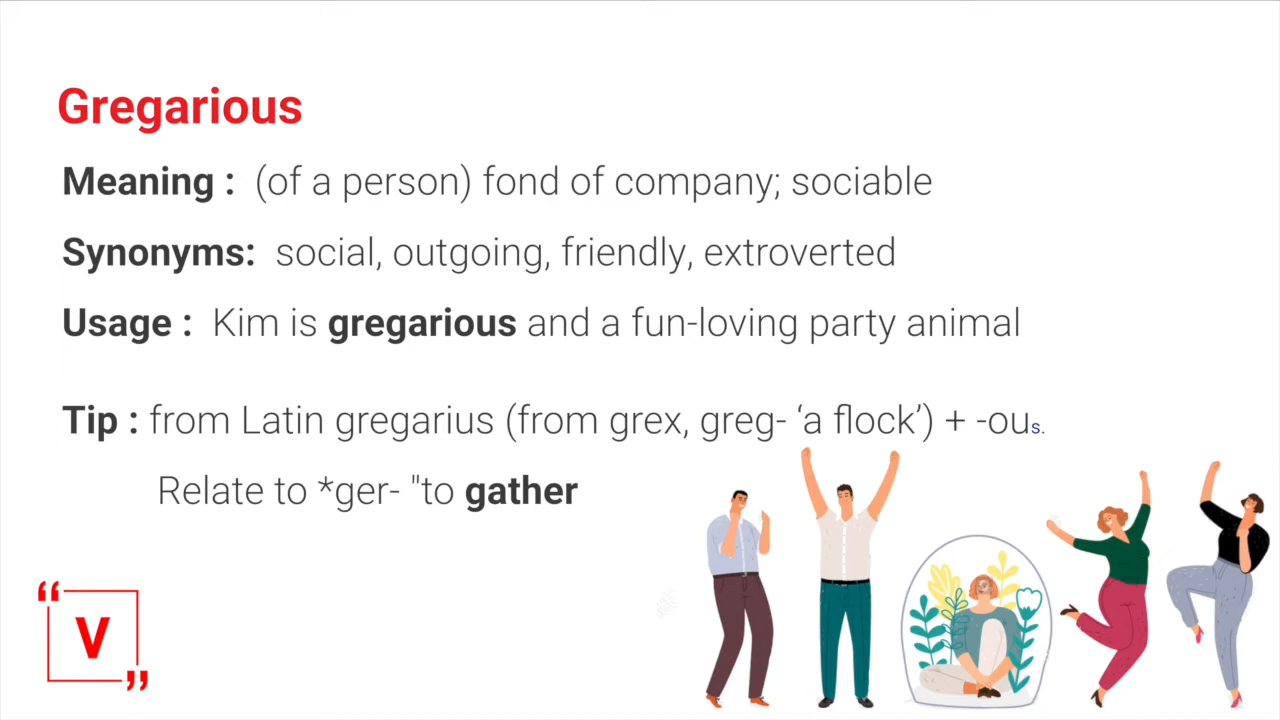 Gregarious
Meaning : (of a person) fond of company; sociable
Synonyms: social, outgoing, friendly, extroverted
Usage : Kim is gregarious and a fun-loving party animal
Tip : from Latin gregarius (from grex, greg- ‘a flock’) + -ous.
Relate to *ger- "to gather
“ V ”